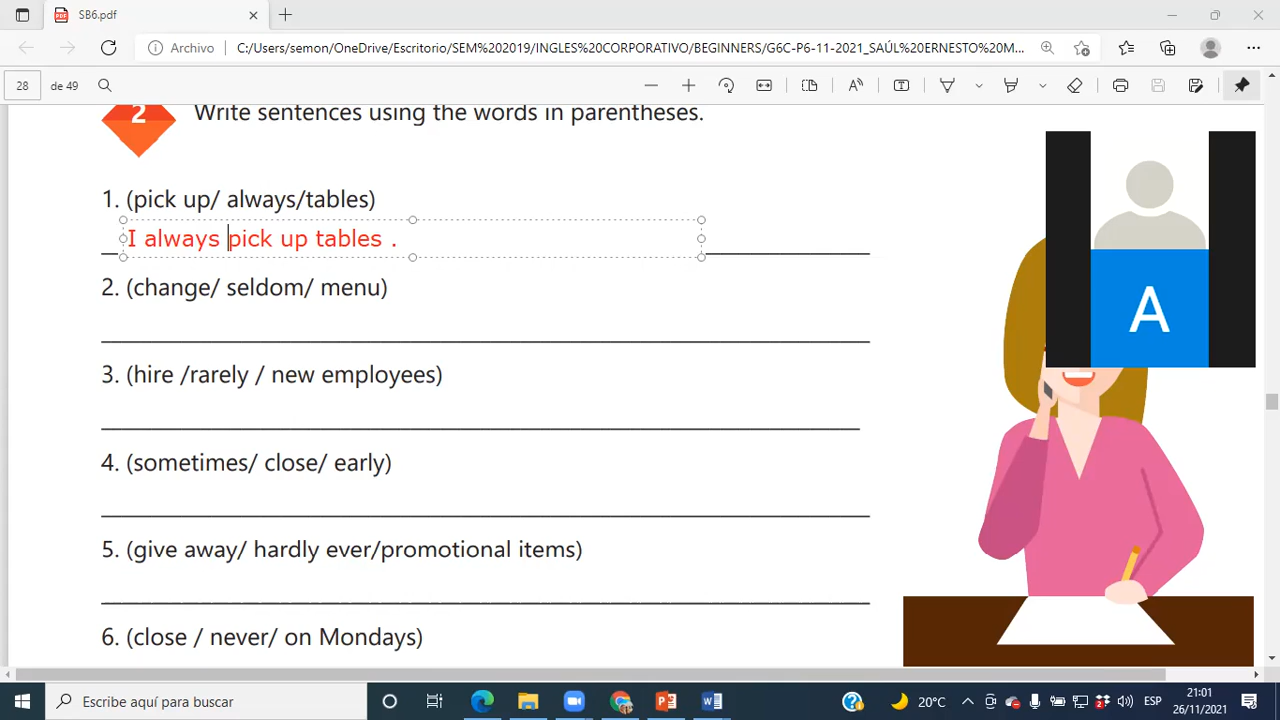 SB6.pdf
Archivo C:/Users/semon/OneDrive/Escritorio/SEM%202019/INGLES%20CORPORATIVO/BEGINNERS/G6C-P6-11-2021_SAÚL%20ERNESTO%20M...
28 de 49
2 Write sentences using the words in parentheses.
1. (pick up/ always/tables)
I always pick up tables .
2. (change/ seldom/ menu)
3. (hire /rarely / new employees)
4. (sometimes/ close/ early)
5. (give away/ hardly ever/promotional items)
6. (close / never/ on Mondays)
A
Escribe aquí para buscar
20°C
ESP
21:01
26/11/2021